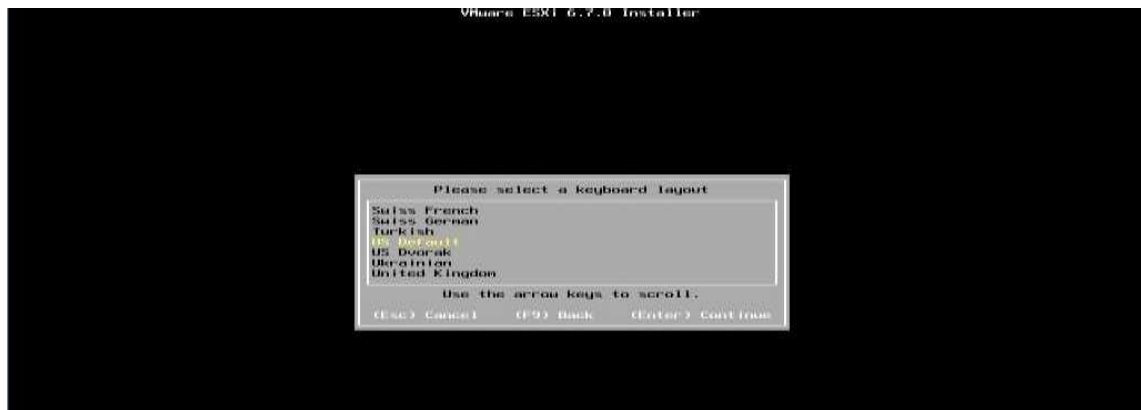 VMware ESXi 6.7.0 Installer
Please select a keyboard layout
Swiss French
Swiss German
Turkish
US Default
US Dvorak
Ukrainian
United Kingdom
Use the arrow keys to scroll.
(Esc) Cancel (F9) Back (Enter) Continue